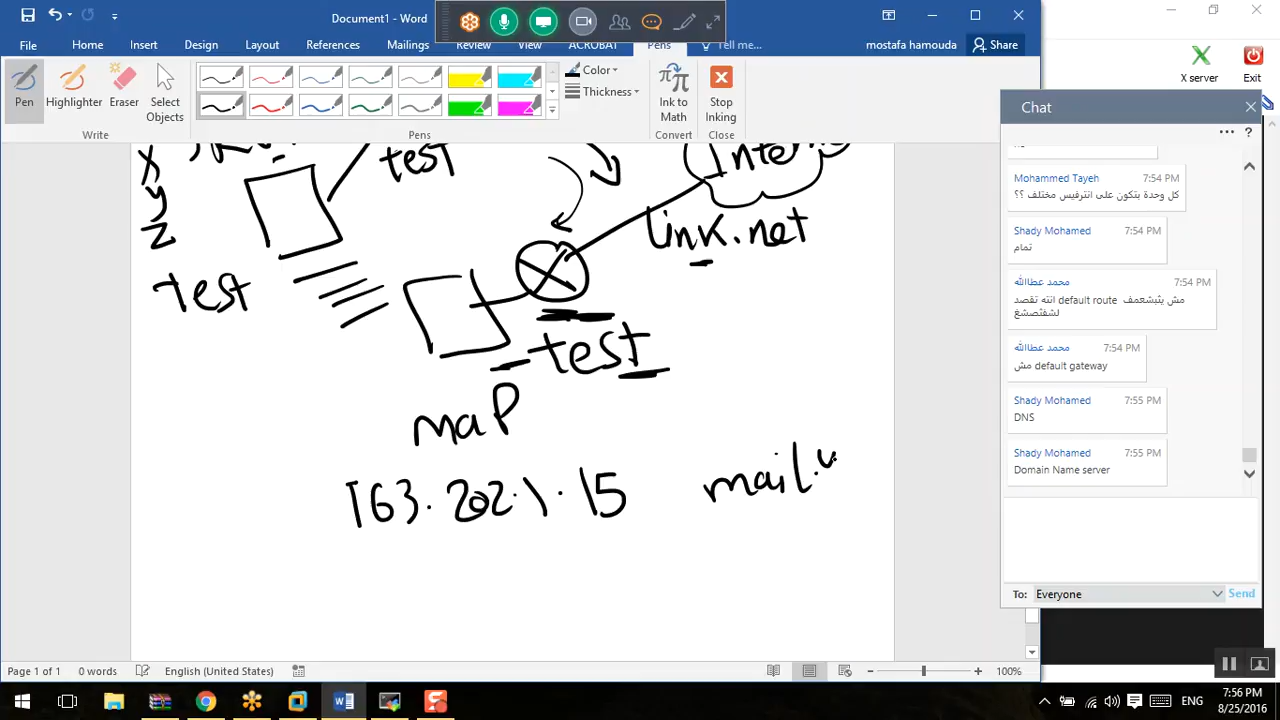 Document1 - Word
File
Home
Insert
Design
Layout
References
Mailings
Review
ACROBAT
Pens
Tell me...
mostafa hamouda
Share
Pen
Highlighter
Eraser
Select
Objects
Color
Thickness
Ink to
Math
Stop
Inking
Write
Pens
Convert
Close
X server
Exit
Chat
Mohammed Tayeh 7:54 PM
كل وحدة بتكون على انترفيس مختلف ؟؟
Shady Mohamed 7:54 PM
تمام
محمد عطاالله 7:54 PM
مش يثبشعمف default route انته تقصد
لشفثصشغ
محمد عطاالله 7:54 PM
مش default gateway
Shady Mohamed 7:55 PM
DNS
Shady Mohamed 7:55 PM
Domain Name server
To: Everyone
Send
X
y
Z
test
test
Intern
link.net
test
map
163.202.1.15
mail.
Page 1 of 1
0 words
English (United States)
100%
ENG
7:56 PM
8/25/2016